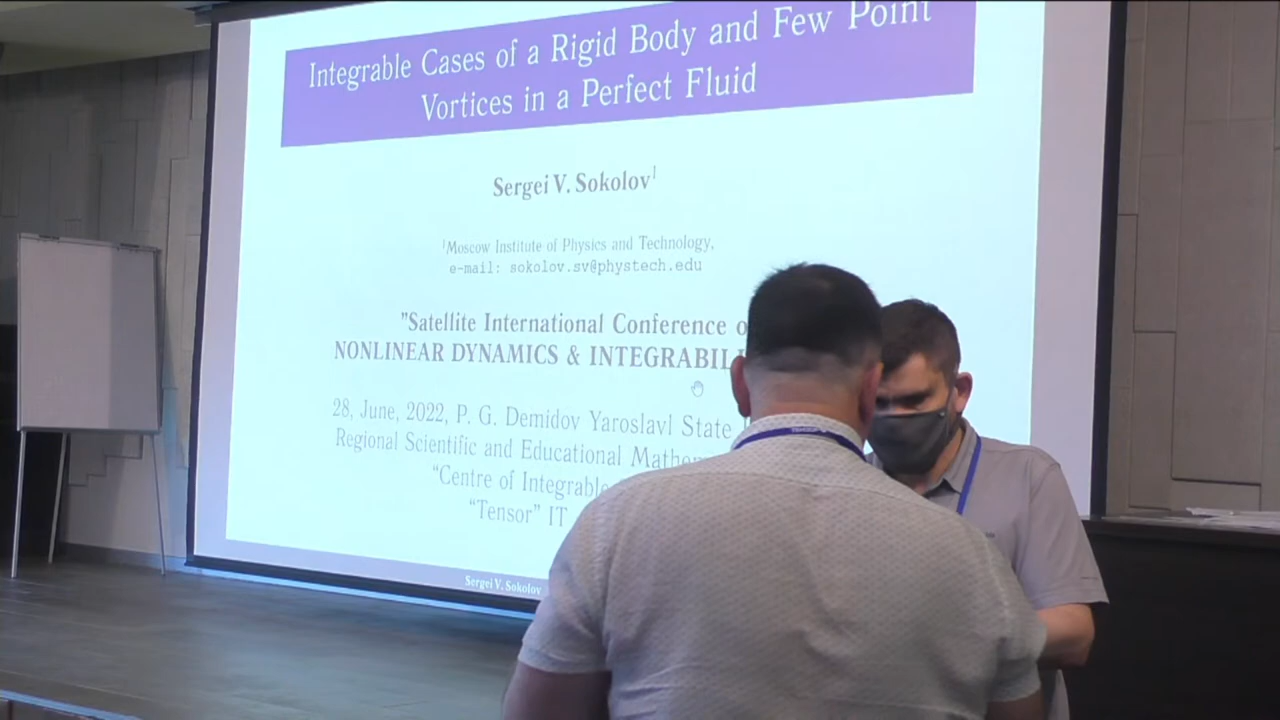 Integrable Cases of a Rigid Body and Few Point
Vortices in a Perfect Fluid
Sergei V. Sokolov¹
¹Moscow Institute of Physics and Technology,
e-mail: sokolov.sv@phystech.edu
"Satellite International Conference o
NONLINEAR DYNAMICS & INTEGRABIL
28, June, 2022, P. G. Demidov Yaroslavl State
Regional Scientific and Educational Mathe
"Centre of Integrable
"Tensor" IT
Sergei V. Sokolov